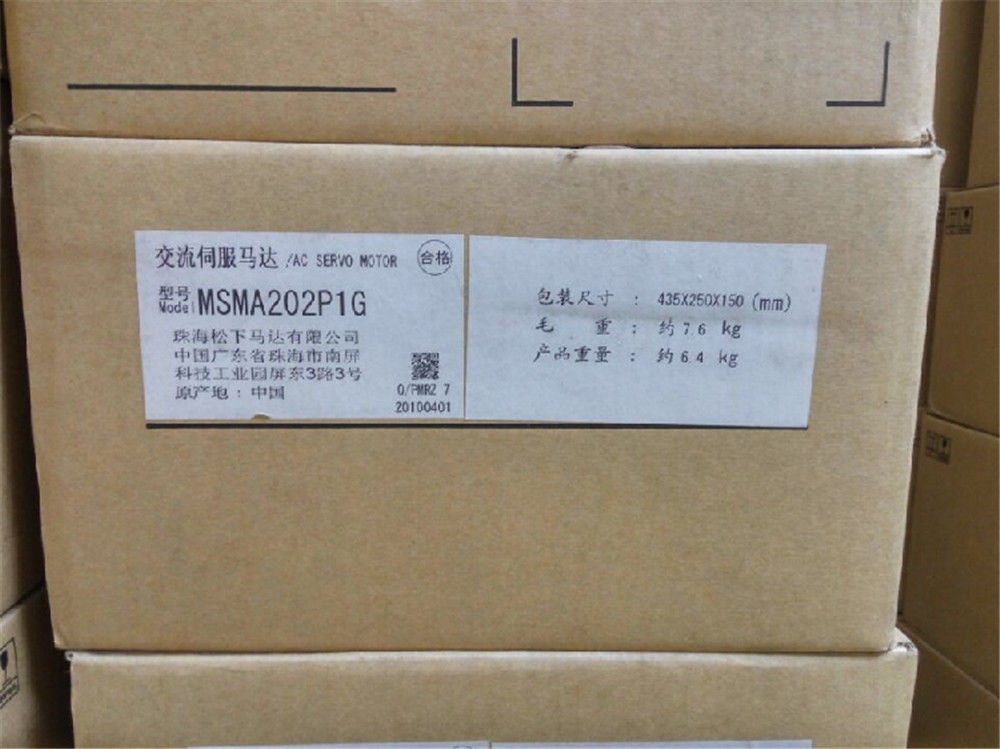 交流伺服马达 /AC SERVO MOTOR 合格
型号 Model MSMA202P1G
珠海松下马达有限公司
中国广东省珠海市南屏
科技工业园屏东3路3号
原产地：中国
Q/PMRZ 7
20100401
包装尺寸 ： 435X250X150 (mm)
毛 重 ： 约7.6 kg
产品重量 ： 约6.4 kg